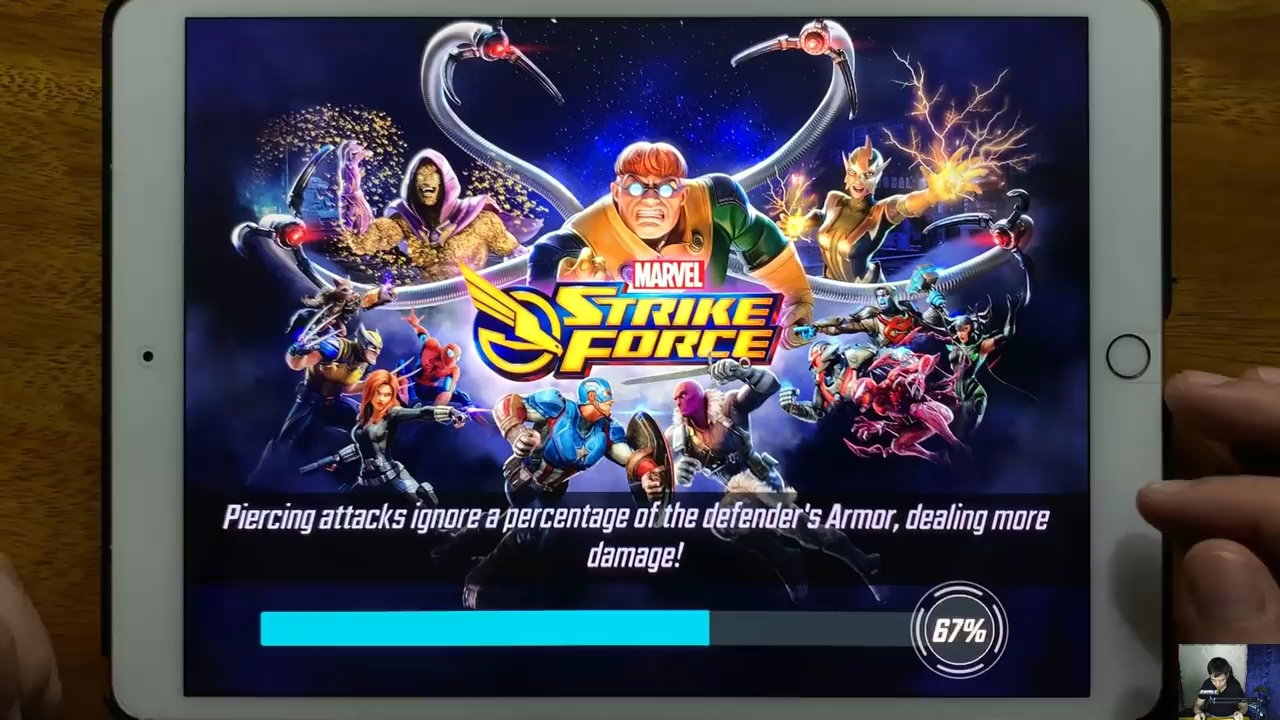 MARVEL
STRIKE
FORCE
Piercing attacks ignore a percentage of the defender's Armor, dealing more
damage!
67%